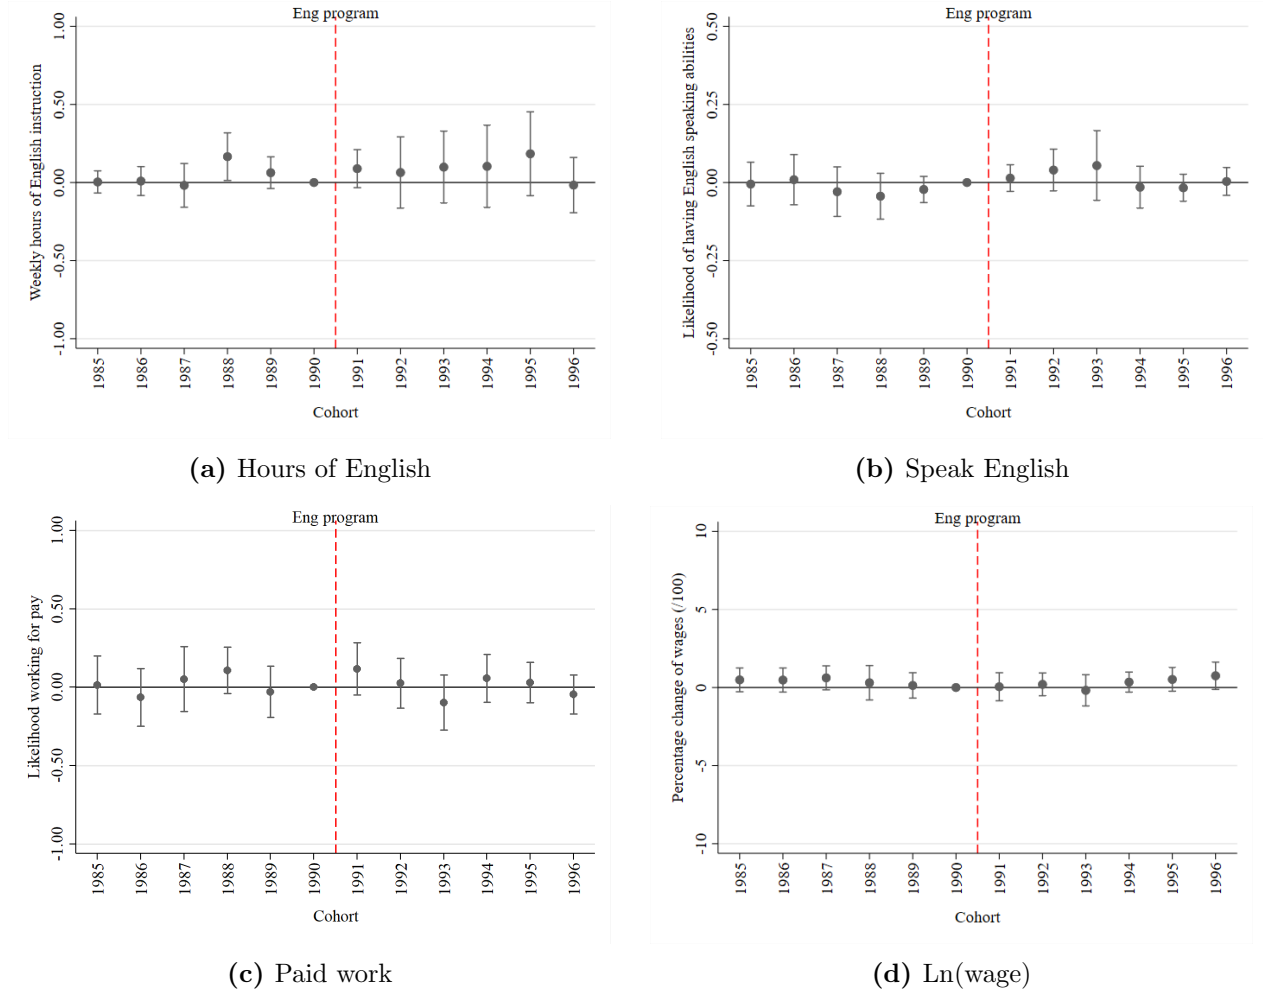 Eng program
Weekly hours of English instruction
1.00
0.50
0.00
-0.50
-1.00
1985 1986 1987 1988 1989 1990 1991 1992 1993 1994 1995 1996
Cohort
(a) Hours of English
Eng program
Likelihood of having English speaking abilities
0.50
0.25
0.00
-0.25
-0.50
1985 1986 1987 1988 1989 1990 1991 1992 1993 1994 1995 1996
Cohort
(b) Speak English
Eng program
Likelihood working for pay
1.00
0.50
0.00
-0.50
-1.00
1985 1986 1987 1988 1989 1990 1991 1992 1993 1994 1995 1996
Cohort
(c) Paid work
Eng program
Percentage change of wages (/100)
10
5
0
-5
-10
1985 1986 1987 1988 1989 1990 1991 1992 1993 1994 1995 1996
Cohort
(d) Ln(wage)